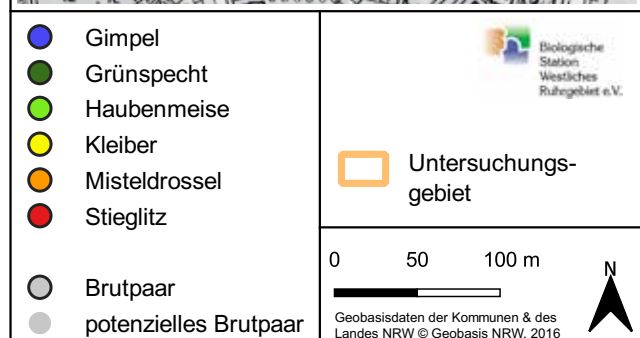 Gimpel
Grünspecht
Haubenmeise
Kleiber
Misteldrossel
Stieglitz
Brutpaar
potenzielles Brutpaar
Biologische
Station
Westliches
Ruhrgebiet e.V.
Untersuchungs-
gebiet
0 50 100 m
N
Geobasisdaten der Kommunen & des
Landes NRW © Geobasis NRW, 2016